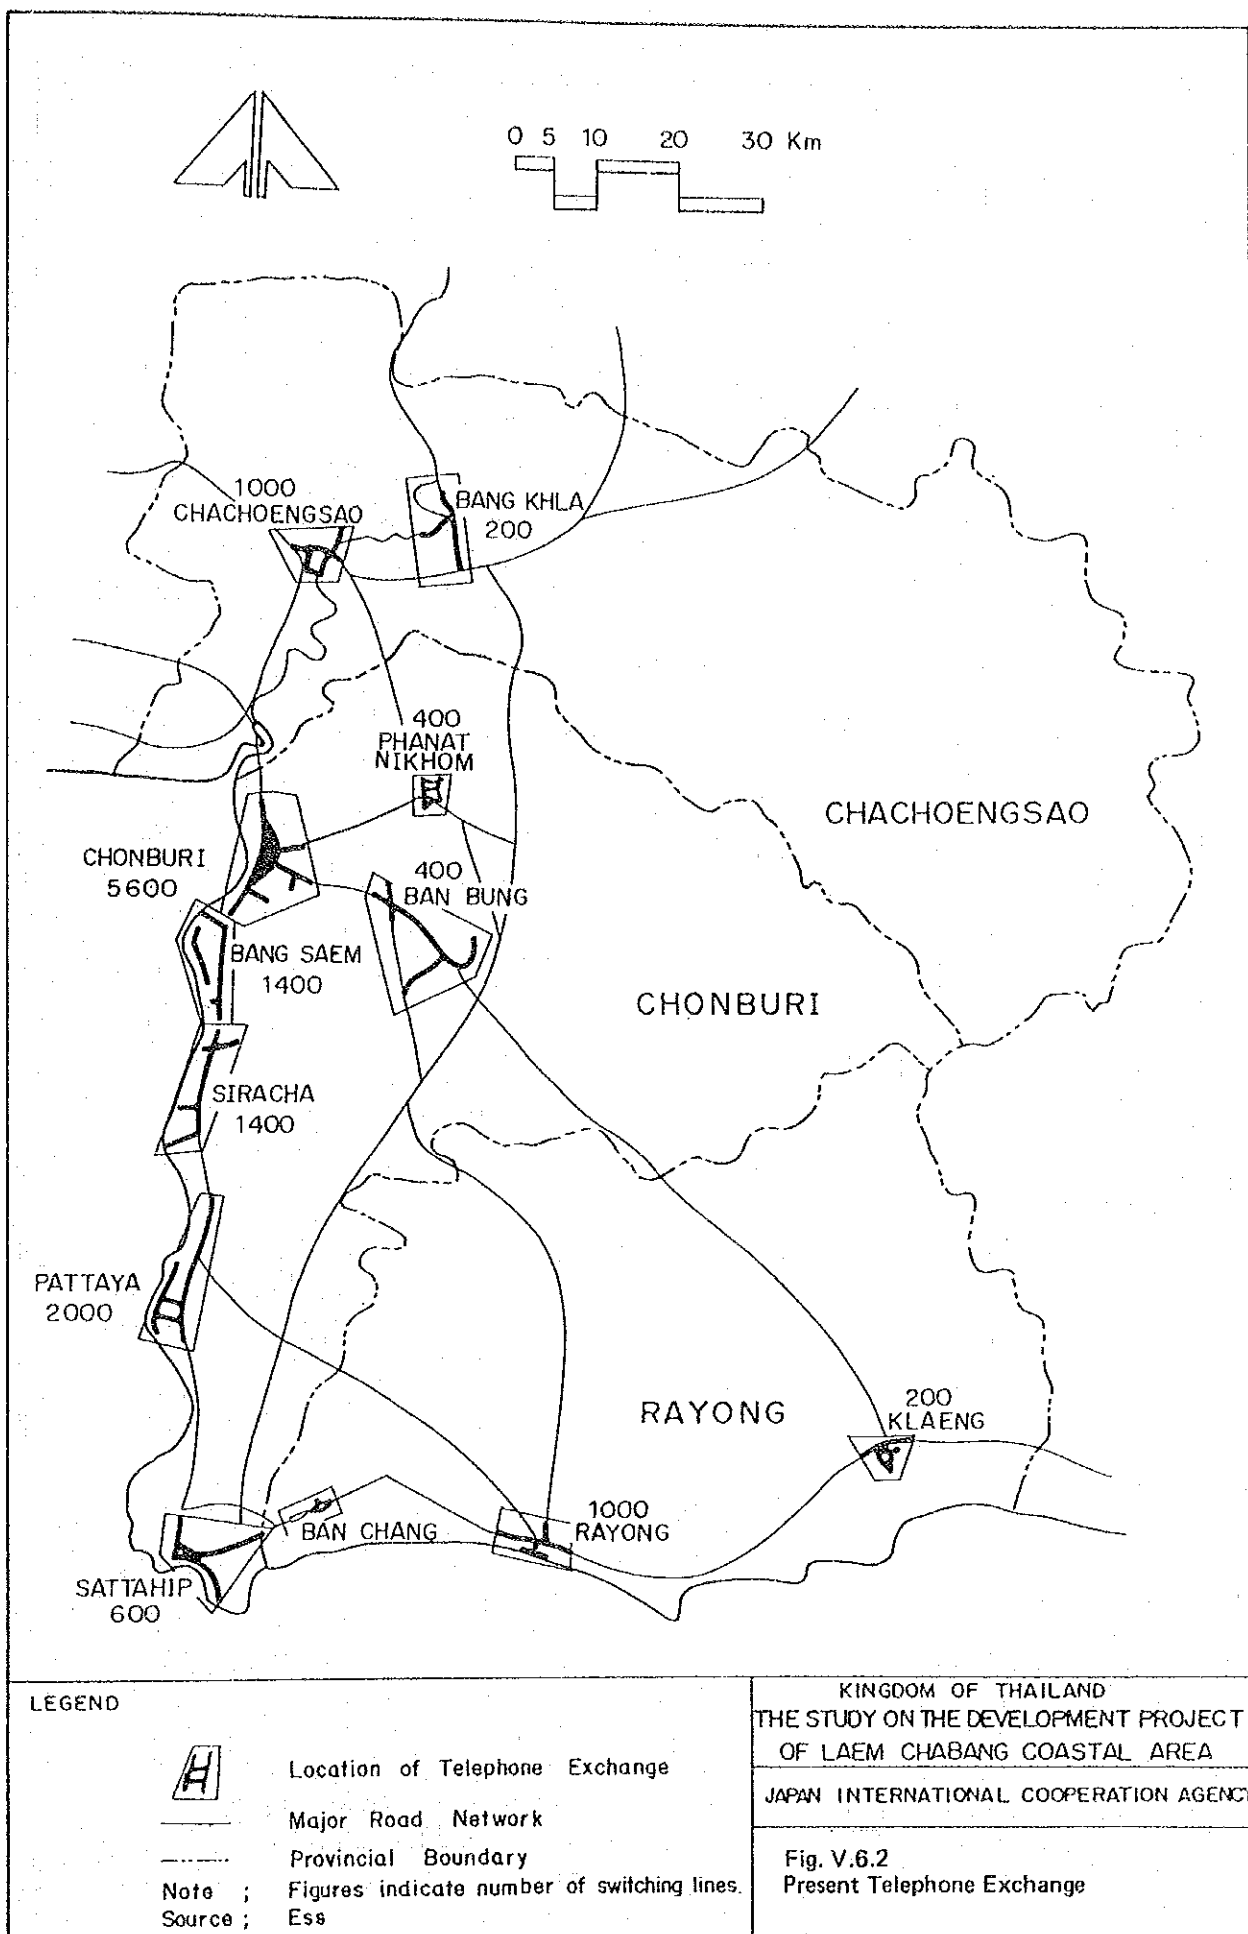 0 5 10 20 30 Km
1000
CHACHOENGSAO
BANG KHLA
200
400
PHANAT
NIKHOM
CHACHOENGSAO
CHONBURI
5600
400
BAN BUNG
BANG SAEM
1400
CHONBURI
SIRACHA
1400
PATTAYA
2000
RAYONG
200
KLAENG
1000
RAYONG
BAN CHANG
SATTAHIP
600
LEGEND
Location of Telephone Exchange
Major Road Network
Provincial Boundary
Note ; Figures indicate number of switching lines.
Source ; Ess
KINGDOM OF THAILAND
THE STUDY ON THE DEVELOPMENT PROJECT
OF LAEM CHABANG COASTAL AREA
JAPAN INTERNATIONAL COOPERATION AGENCY
Fig. V.6.2
Present Telephone Exchange